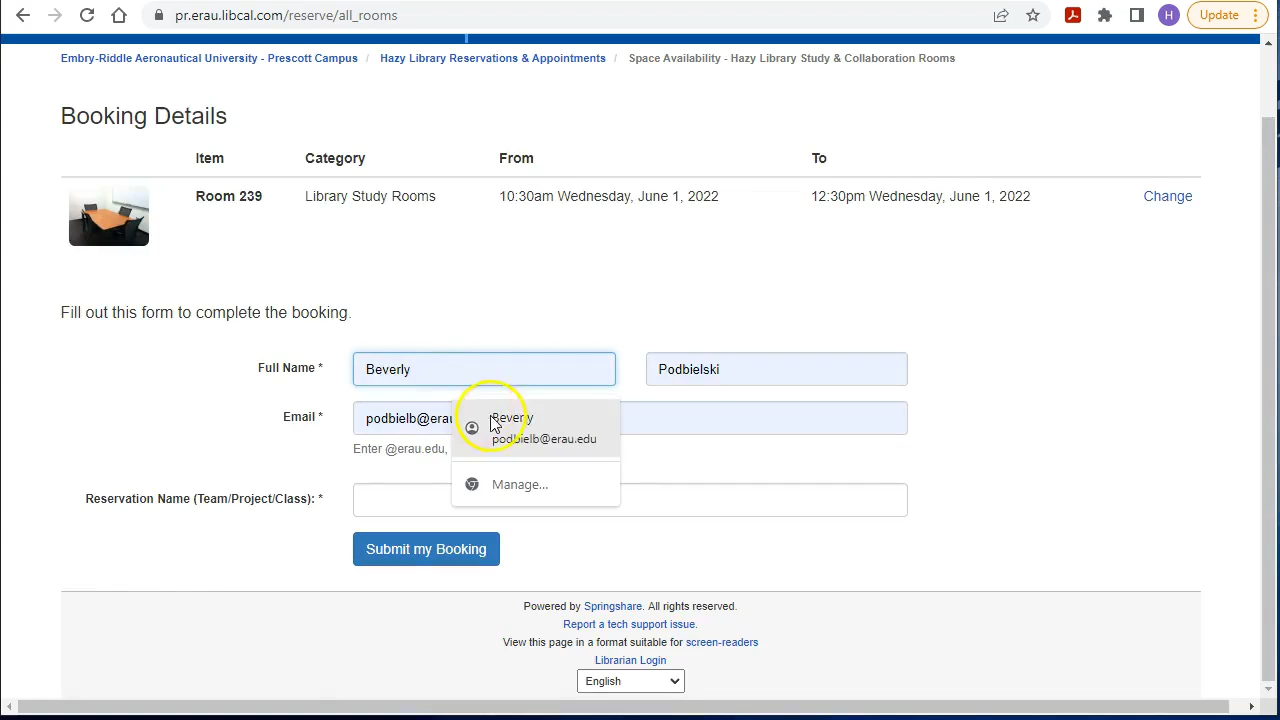 pr.erau.libcal.com/reserve/all_rooms
H
Update
Embry-Riddle Aeronautical University - Prescott Campus / Hazy Library Reservations & Appointments / Space Availability - Hazy Library Study & Collaboration Rooms
Booking Details
Item Category From To
Room 239 Library Study Rooms 10:30am Wednesday, June 1, 2022 12:30pm Wednesday, June 1, 2022 Change
Fill out this form to complete the booking.
Full Name * Beverly Podbielski
Email * podbielb@erau
Beverly
podbielb@erau.edu
Enter @erau.edu,
Manage...
Reservation Name (Team/Project/Class): *
Submit my Booking
Powered by Springshare. All rights reserved.
Report a tech support issue.
View this page in a format suitable for screen-readers
Librarian Login
English